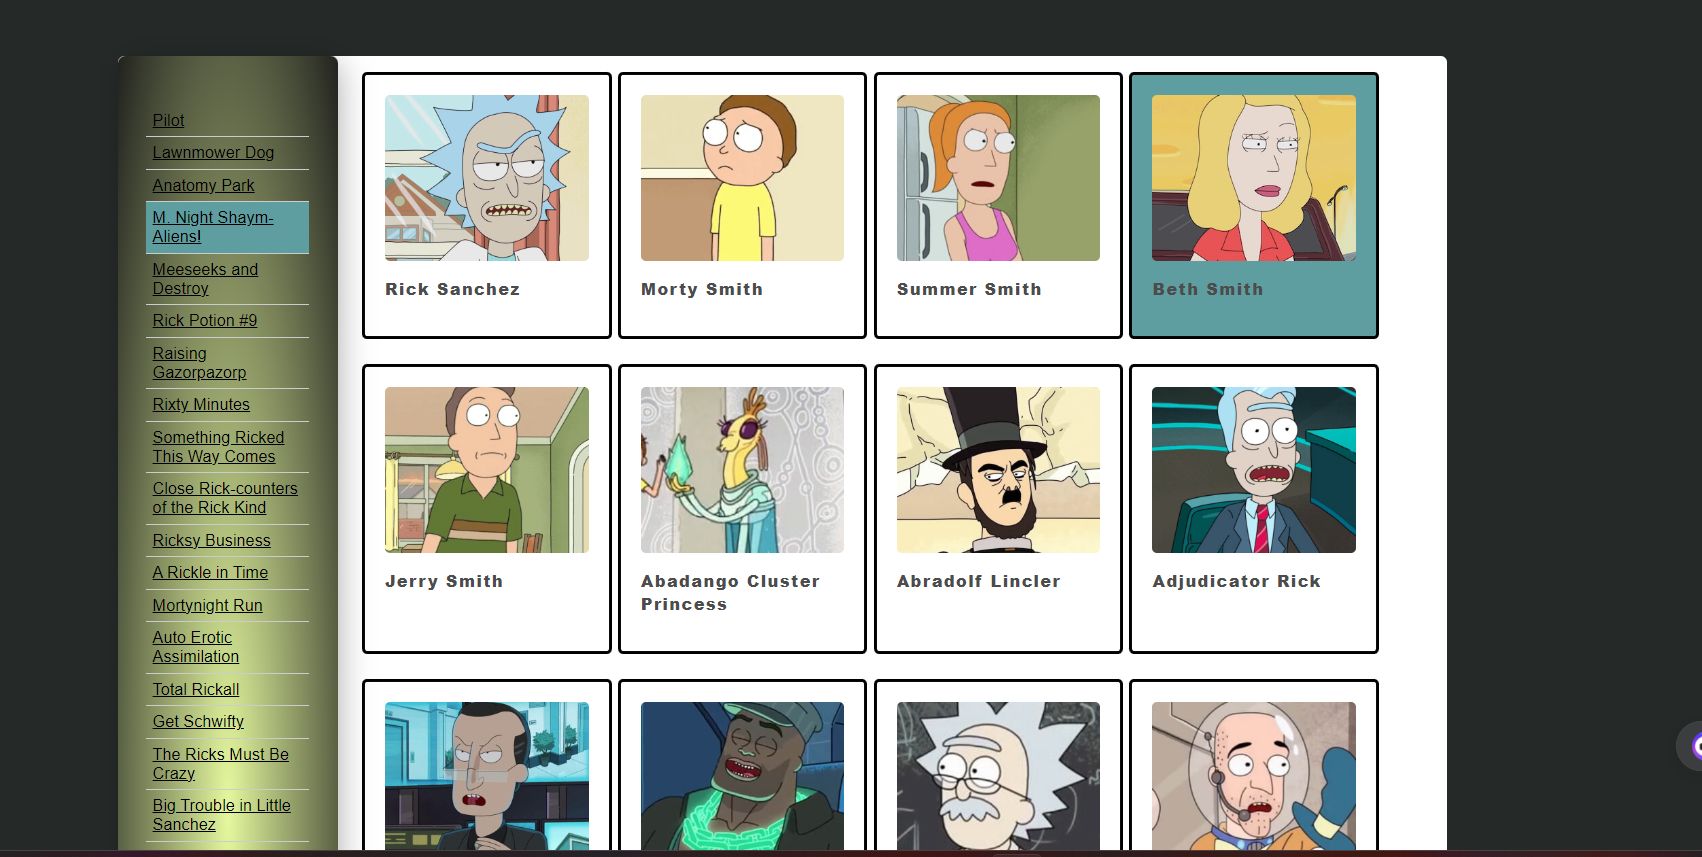 Pilot
Lawnmower Dog
Anatomy Park
M. Night Shaym-
Aliens!
Meeseeks and
Destroy
Rick Potion #9
Raising
Gazorpazorp
Rixty Minutes
Something Ricked
This Way Comes
Close Rick-counters
of the Rick Kind
Ricksy Business
A Rickle in Time
Mortynight Run
Auto Erotic
Assimilation
Total Rickall
Get Schwifty
The Ricks Must Be
Crazy
Big Trouble in Little
Sanchez
Rick Sanchez
Morty Smith
Summer Smith
Beth Smith
Jerry Smith
Abadango Cluster
Princess
Abradolf Lincler
Adjudicator Rick